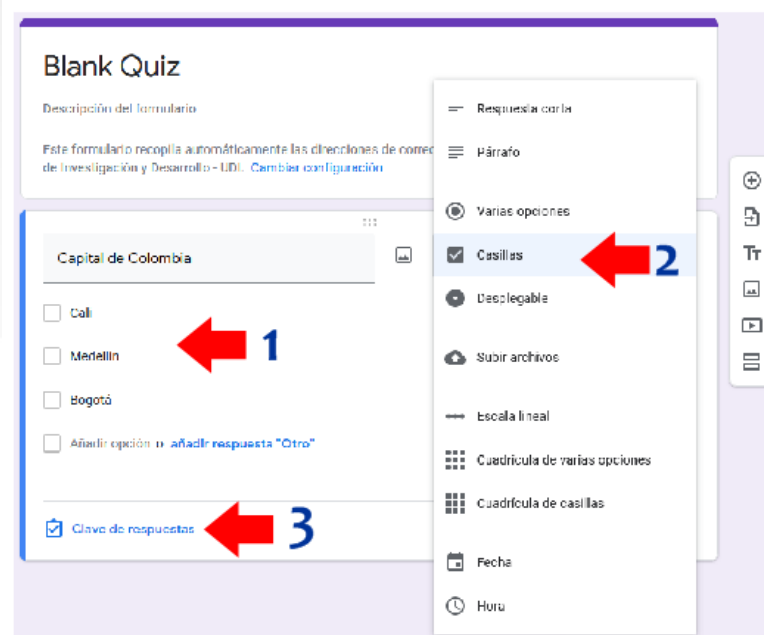 Blank Quiz
Descripción del formulario
Este formulario recopila automáticamente las direcciones de correo
de Investigación y Desarrollo - UDI. Cambiar configuración
Capital de Colombia
Cali
Medellín
Bogotá
Añadir opción o añadir respuesta "Otro"
1
Clave de respuestas
3
Respuesta corta
Párrafo
Varias opciones
Casillas
2
Desplegable
Subir archivos
Escala lineal
Cuadrícula de varias opciones
Cuadrícula de casillas
Fecha
Hora
Tт